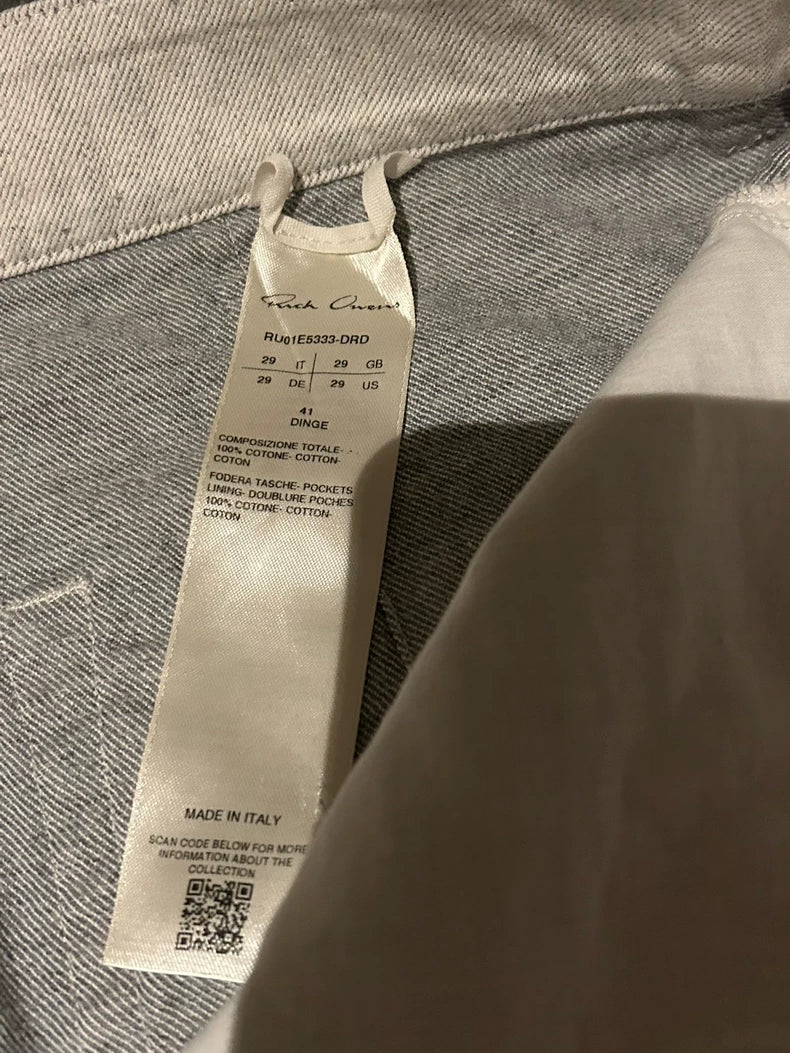 Rick Owens
RU01E5333-DRD
29 IT 29 GB
29 DE 29 US
41
DINGE
COMPOSIZIONE TOTALE-
100% COTONE- COTTON-
COTON
FODERA TASCHE- POCKETS
LINING- DOUBLURE POCHES
100% COTONE- COTTON-
COTON
MADE IN ITALY
SCAN CODE BELOW FOR MORE
INFORMATION ABOUT THE
COLLECTION